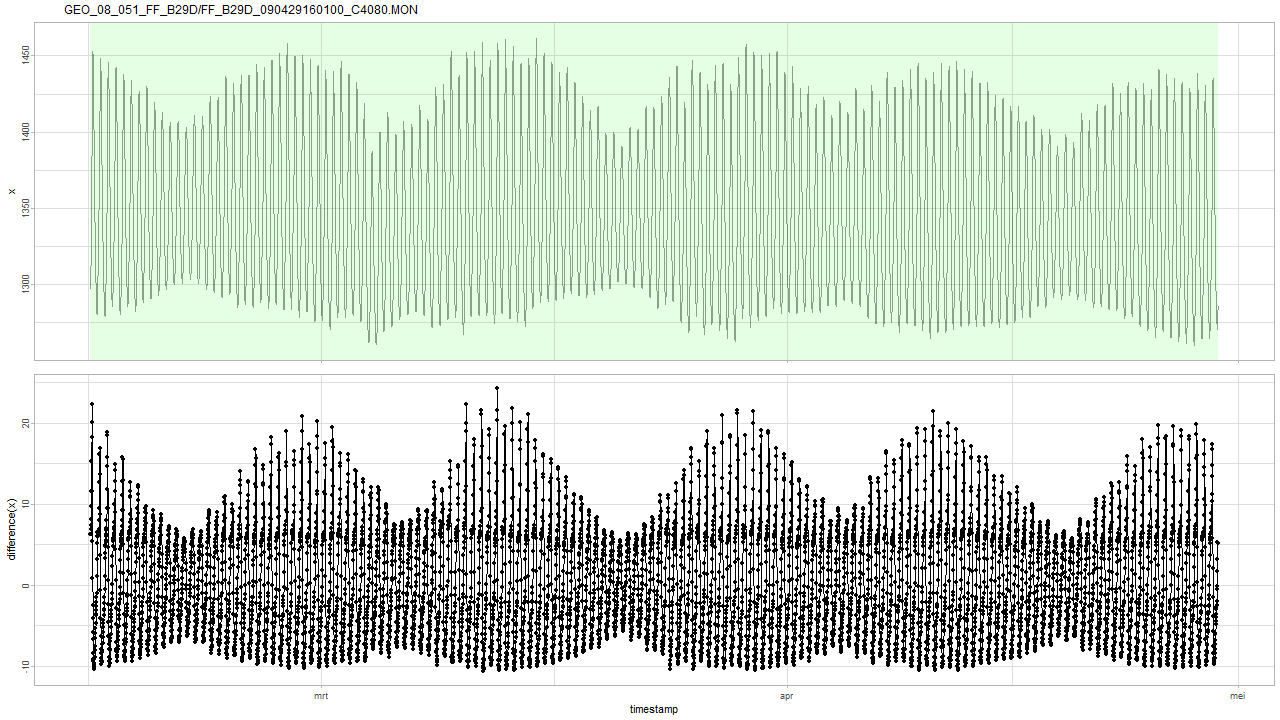 GEO_08_051_FF_B29D/FF_B29D_090429160100_C4080.MON
1450
1400
1350
1300
x
20
10
0
-10
difference(x)
mrt
apr
mei
timestamp